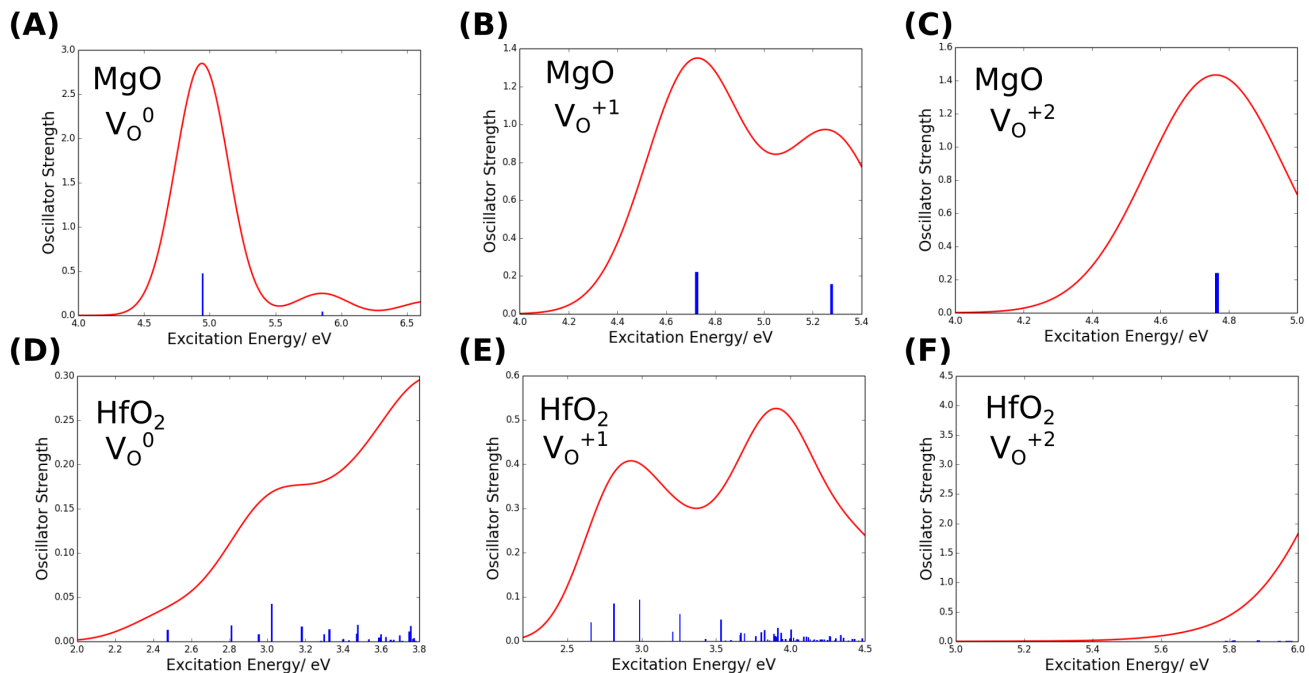 (A)
MgO
V_O^0
Oscillator Strength
3.0
2.5
2.0
1.5
1.0
0.5
0.0
4.0 4.5 5.0 5.5 6.0 6.5
Excitation Energy/ eV
(B)
MgO
V_O^+1
Oscillator Strength
1.4
1.2
1.0
0.8
0.6
0.4
0.2
0.0
4.0 4.2 4.4 4.6 4.8 5.0 5.2 5.4
Excitation Energy/ eV
(C)
MgO
V_O^+2
Oscillator Strength
1.6
1.4
1.2
1.0
0.8
0.6
0.4
0.2
0.0
4.0 4.2 4.4 4.6 4.8 5.0
Excitation Energy/ eV
(D)
HfO₂
V_O^0
Oscillator Strength
0.30
0.25
0.20
0.15
0.10
0.05
0.00
2.0 2.2 2.4 2.6 2.8 3.0 3.2 3.4 3.6 3.8
Excitation Energy/ eV
(E)
HfO₂
V_O^+1
Oscillator Strength
0.6
0.5
0.4
0.3
0.2
0.1
0.0
2.5 3.0 3.5 4.0 4.5
Excitation Energy/ eV
(F)
HfO₂
V_O^+2
Oscillator Strength
4.5
4.0
3.5
3.0
2.5
2.0
1.5
1.0
0.5
0.0
5.0 5.2 5.4 5.6 5.8 6.0
Excitation Energy/ eV